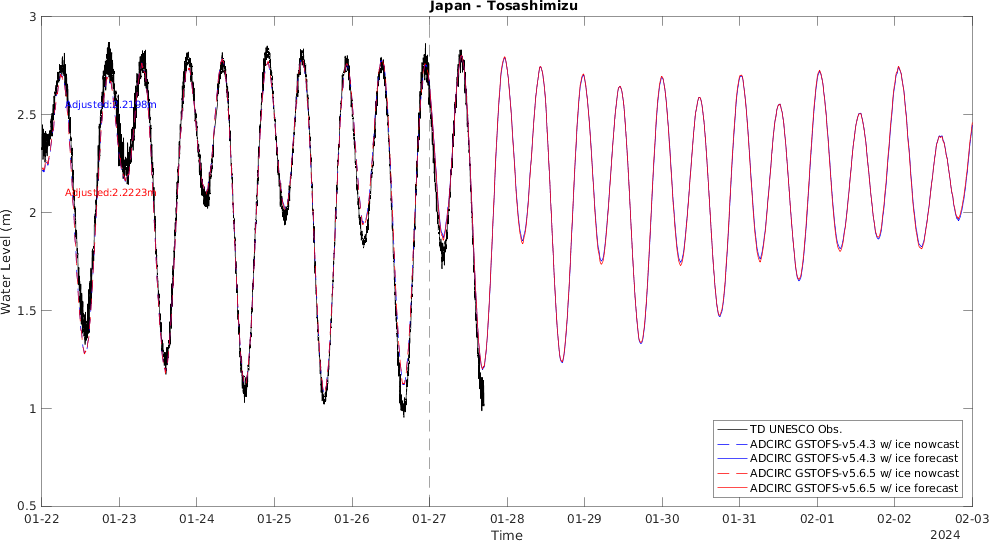 Japan - Tosashimizu
3
2.5
2
1.5
1
0.5
Water Level (m)
Adjusted:2.2198m
Adjusted:2.2223m
TD UNESCO Obs.
ADCIRC GSTOFS-v5.4.3 w/ ice nowcast
ADCIRC GSTOFS-v5.4.3 w/ ice forecast
ADCIRC GSTOFS-v5.6.5 w/ ice nowcast
ADCIRC GSTOFS-v5.6.5 w/ ice forecast
01-22 01-23 01-24 01-25 01-26 01-27 01-28 01-29 01-30 01-31 02-01 02-02 02-03
Time
2024